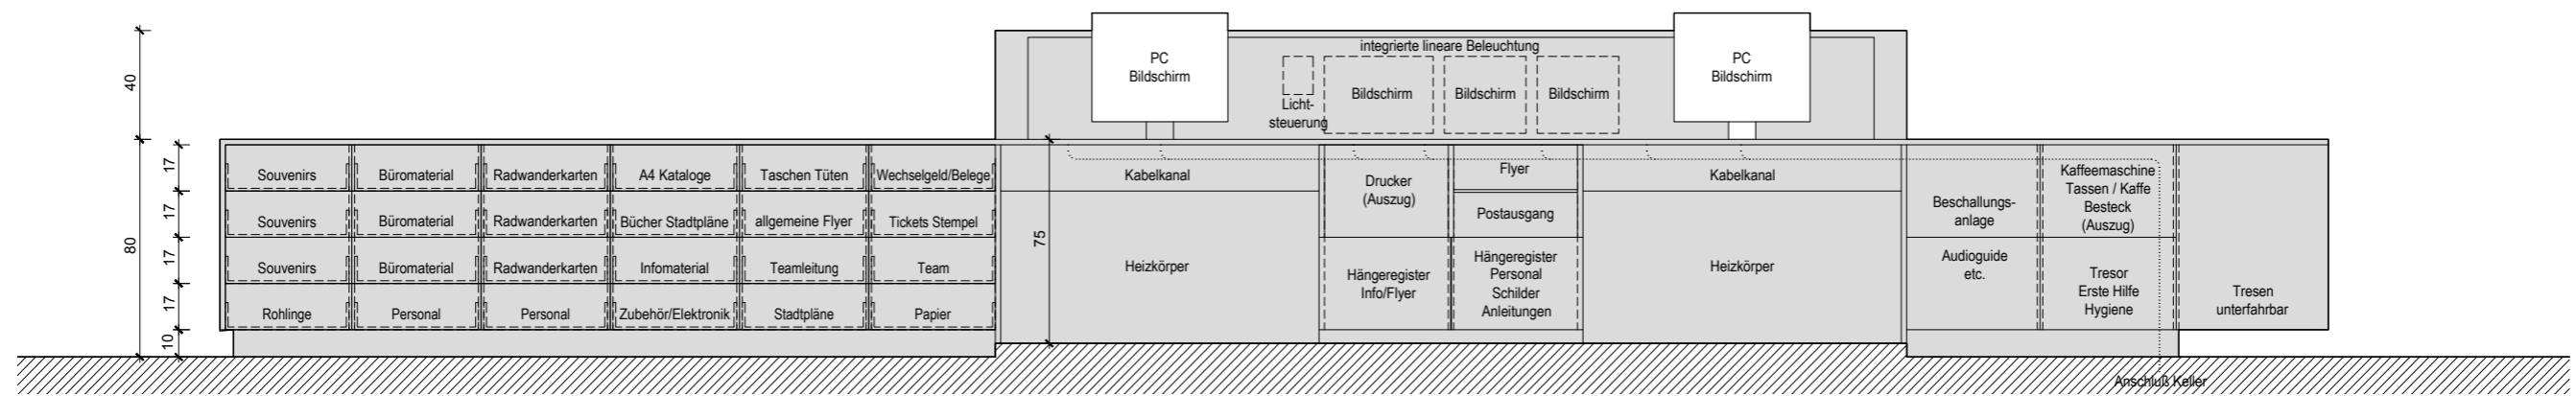 40
80
17
17
17
17
10
75
PC
Bildschirm
integrierte lineare Beleuchtung
Licht-
steuerung
Bildschirm
Bildschirm
Bildschirm
PC
Bildschirm
Souvenirs
Büromaterial
Radwanderkarten
A4 Kataloge
Taschen Tüten
Wechselgeld/Belege
Souvenirs
Büromaterial
Radwanderkarten
Bücher Stadtpläne
allgemeine Flyer
Tickets Stempel
Souvenirs
Büromaterial
Radwanderkarten
Infomaterial
Teamleitung
Team
Rohlinge
Personal
Personal
Zubehör/Elektronik
Stadtpläne
Papier
Kabelkanal
Heizkörper
Drucker
(Auszug)
Hängeregister
Info/Flyer
Flyer
Postausgang
Hängeregister
Personal
Schilder
Anleitungen
Kabelkanal
Heizkörper
Beschallungs-
anlage
Audioguide
etc.
Kaffeemaschine
Tassen / Kaffe
Besteck
(Auszug)
Tresor
Erste Hilfe
Hygiene
Tresen
unterfahrbar
Anschluß Keller